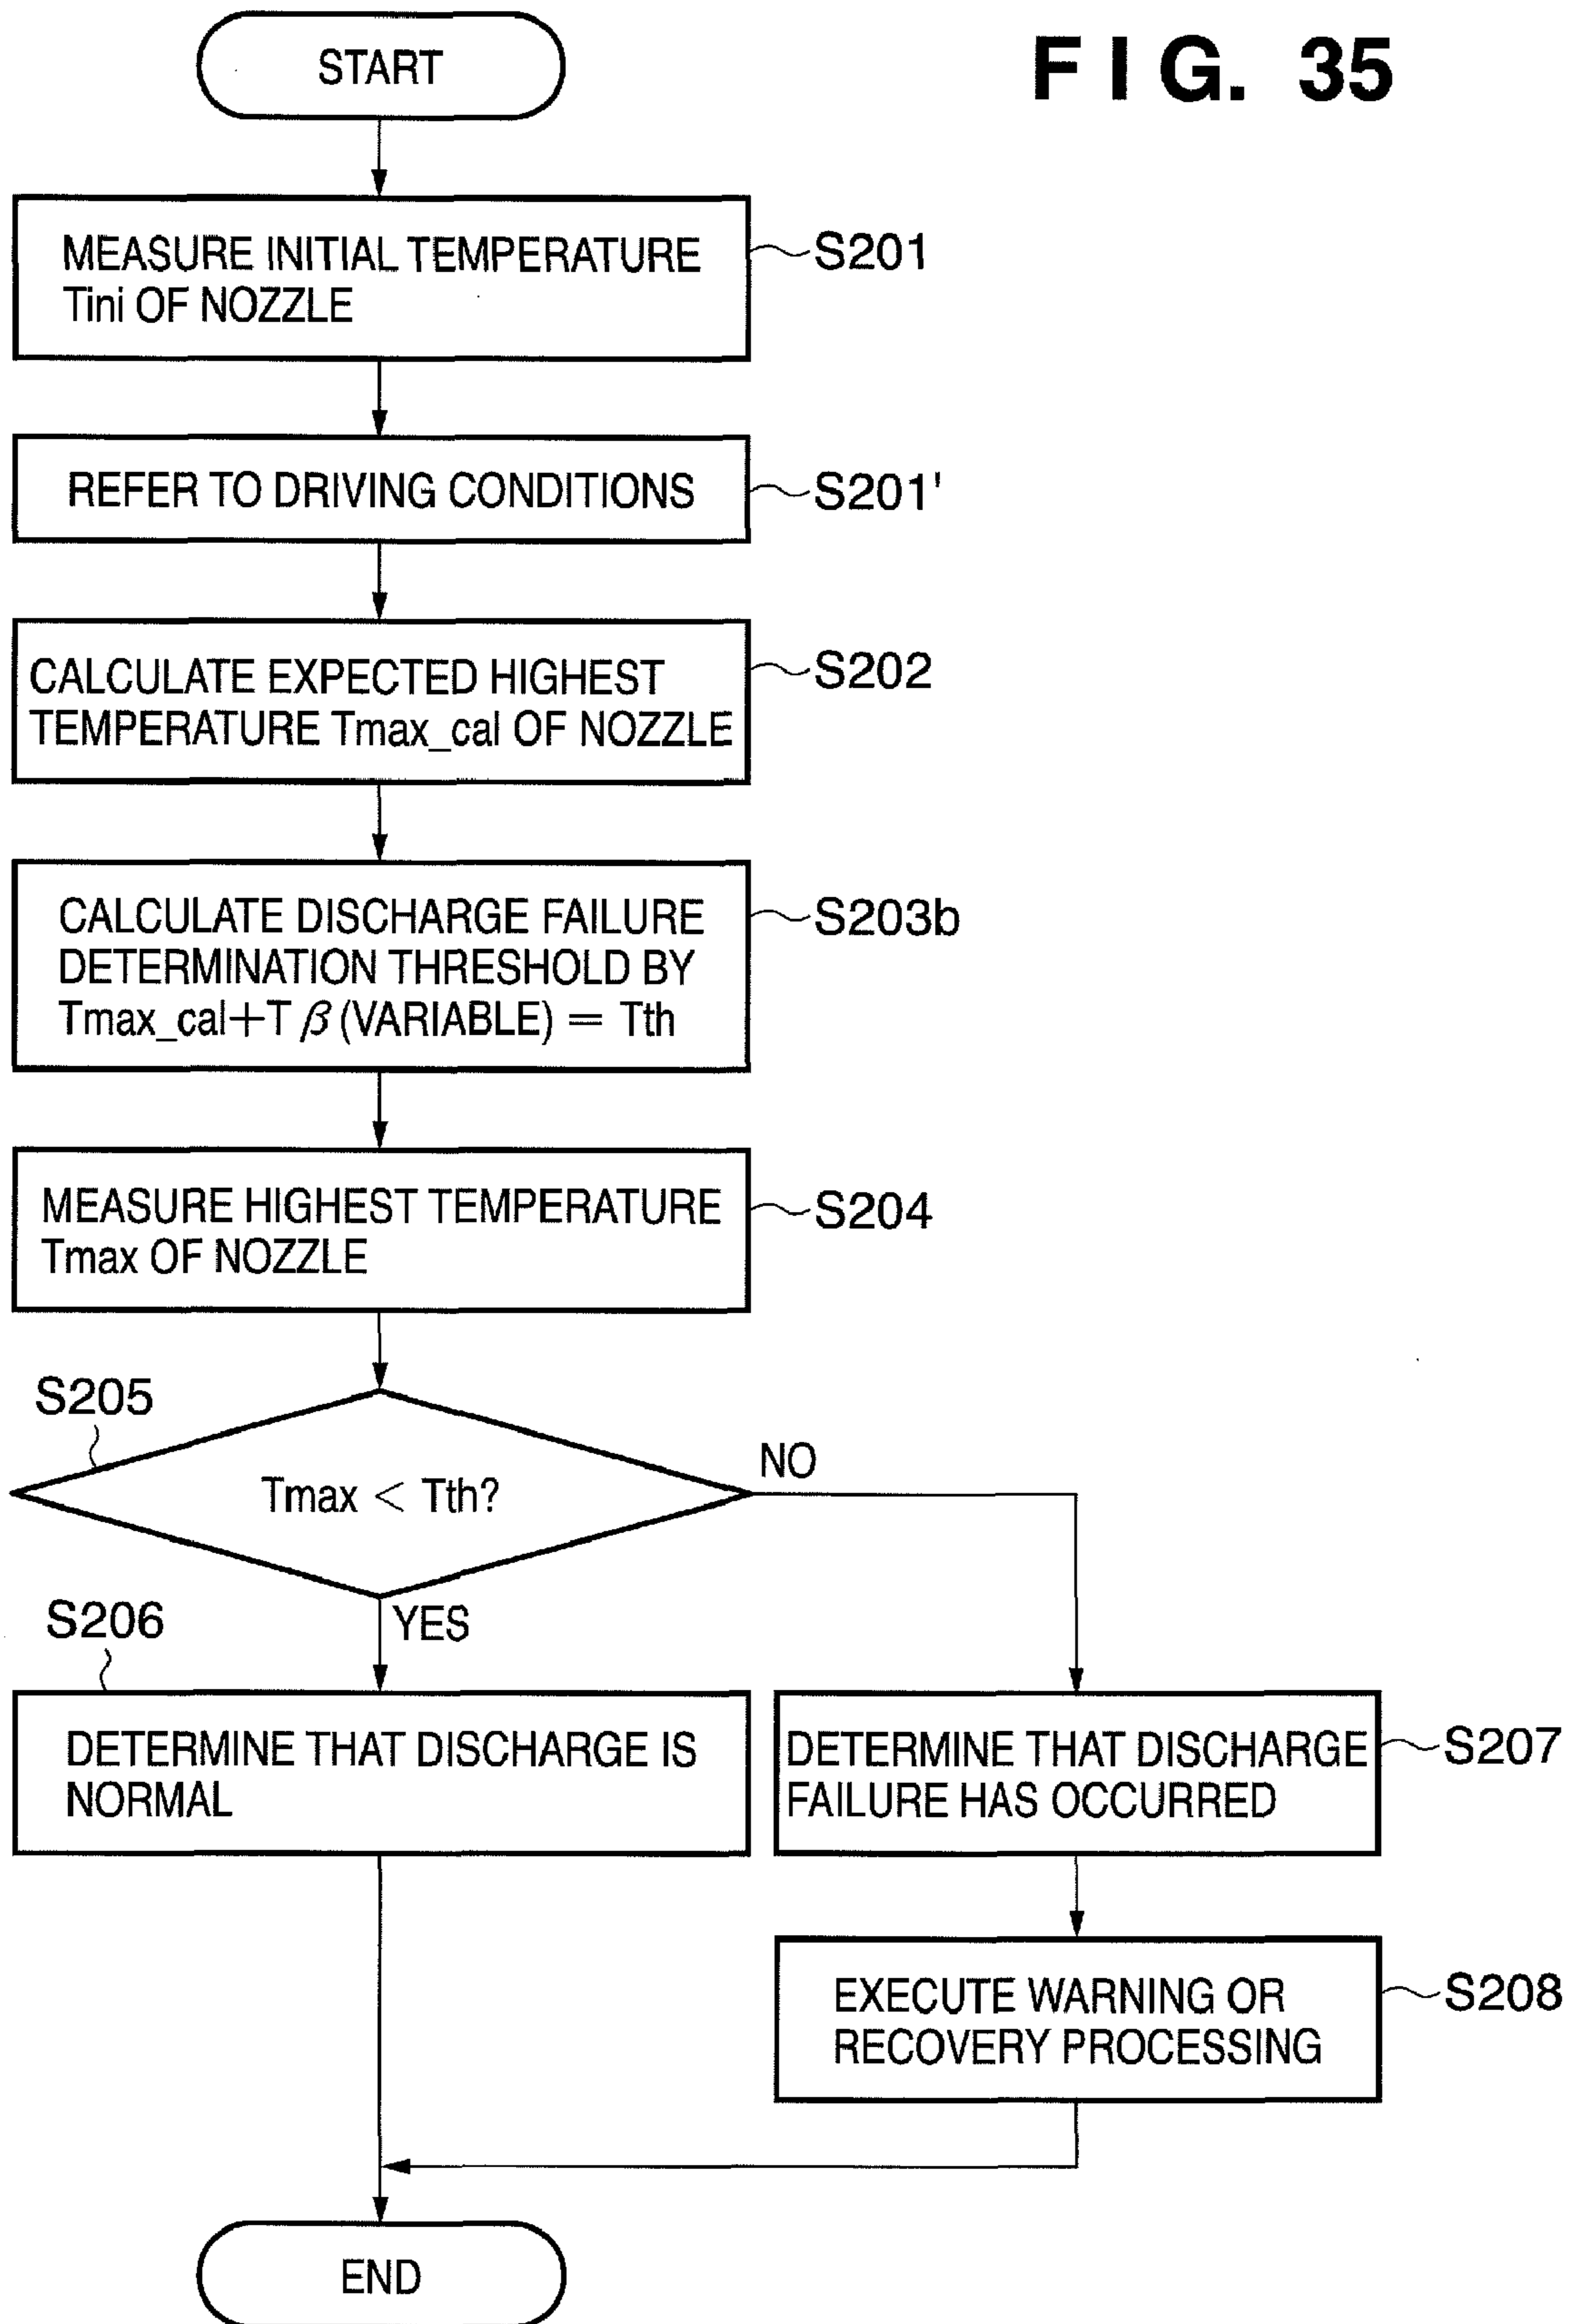 FIG. 35
START
MEASURE INITIAL TEMPERATURE
Tini OF NOZZLE
S201
REFER TO DRIVING CONDITIONS
S201'
CALCULATE EXPECTED HIGHEST
TEMPERATURE Tmax_cal OF NOZZLE
S202
CALCULATE DISCHARGE FAILURE
DETERMINATION THRESHOLD BY
Tmax_cal+T β (VARIABLE) = Tth
S203b
MEASURE HIGHEST TEMPERATURE
Tmax OF NOZZLE
S204
S205
Tmax < Tth?
NO
YES
S206
DETERMINE THAT DISCHARGE IS
NORMAL
DETERMINE THAT DISCHARGE
FAILURE HAS OCCURRED
S207
EXECUTE WARNING OR
RECOVERY PROCESSING
S208
END